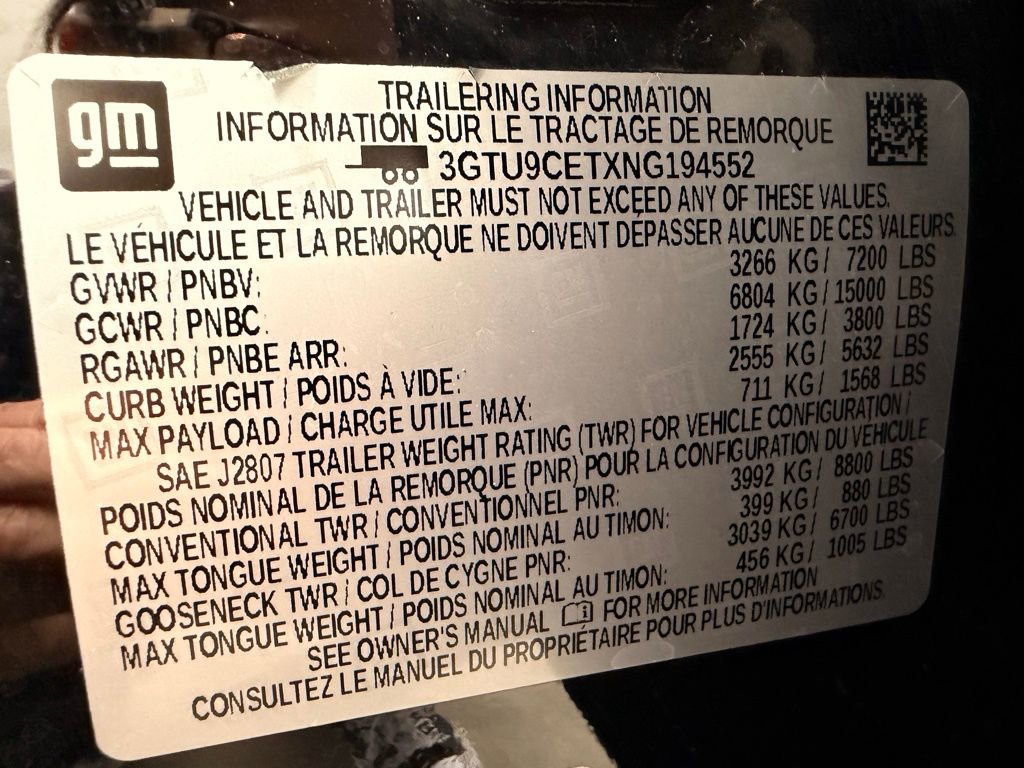 gm
TRAILERING INFORMATION
INFORMATION SUR LE TRACTAGE DE REMORQUE
3GTU9CETXNG194552
VEHICLE AND TRAILER MUST NOT EXCEED ANY OF THESE VALUES.
LE VÉHICULE ET LA REMORQUE NE DOIVENT DÉPASSER AUCUNE DE CES VALEURS.
GVWR / PNBV: 3266 KG / 7200 LBS
GCWR / PNBC: 6804 KG / 15000 LBS
RGAWR / PNBE ARR: 1724 KG / 3800 LBS
CURB WEIGHT / POIDS À VIDE: 2555 KG / 5632 LBS
MAX PAYLOAD / CHARGE UTILE MAX: 711 KG / 1568 LBS
SAE J2807 TRAILER WEIGHT RATING (TWR) FOR VEHICLE CONFIGURATION /
POIDS NOMINAL DE LA REMORQUE (PNR) POUR LA CONFIGURATION DU VEHICULE
CONVENTIONAL TWR / CONVENTIONNEL PNR: 3992 KG / 8800 LBS
MAX TONGUE WEIGHT / POIDS NOMINAL AU TIMON: 399 KG / 880 LBS
GOOSENECK TWR / COL DE CYGNE PNR: 3039 KG / 6700 LBS
MAX TONGUE WEIGHT / POIDS NOMINAL AU TIMON: 456 KG / 1005 LBS
SEE OWNER'S MANUAL FOR MORE INFORMATION
CONSULTEZ LE MANUEL DU PROPRIÉTAIRE POUR PLUS D'INFORMATIONS.